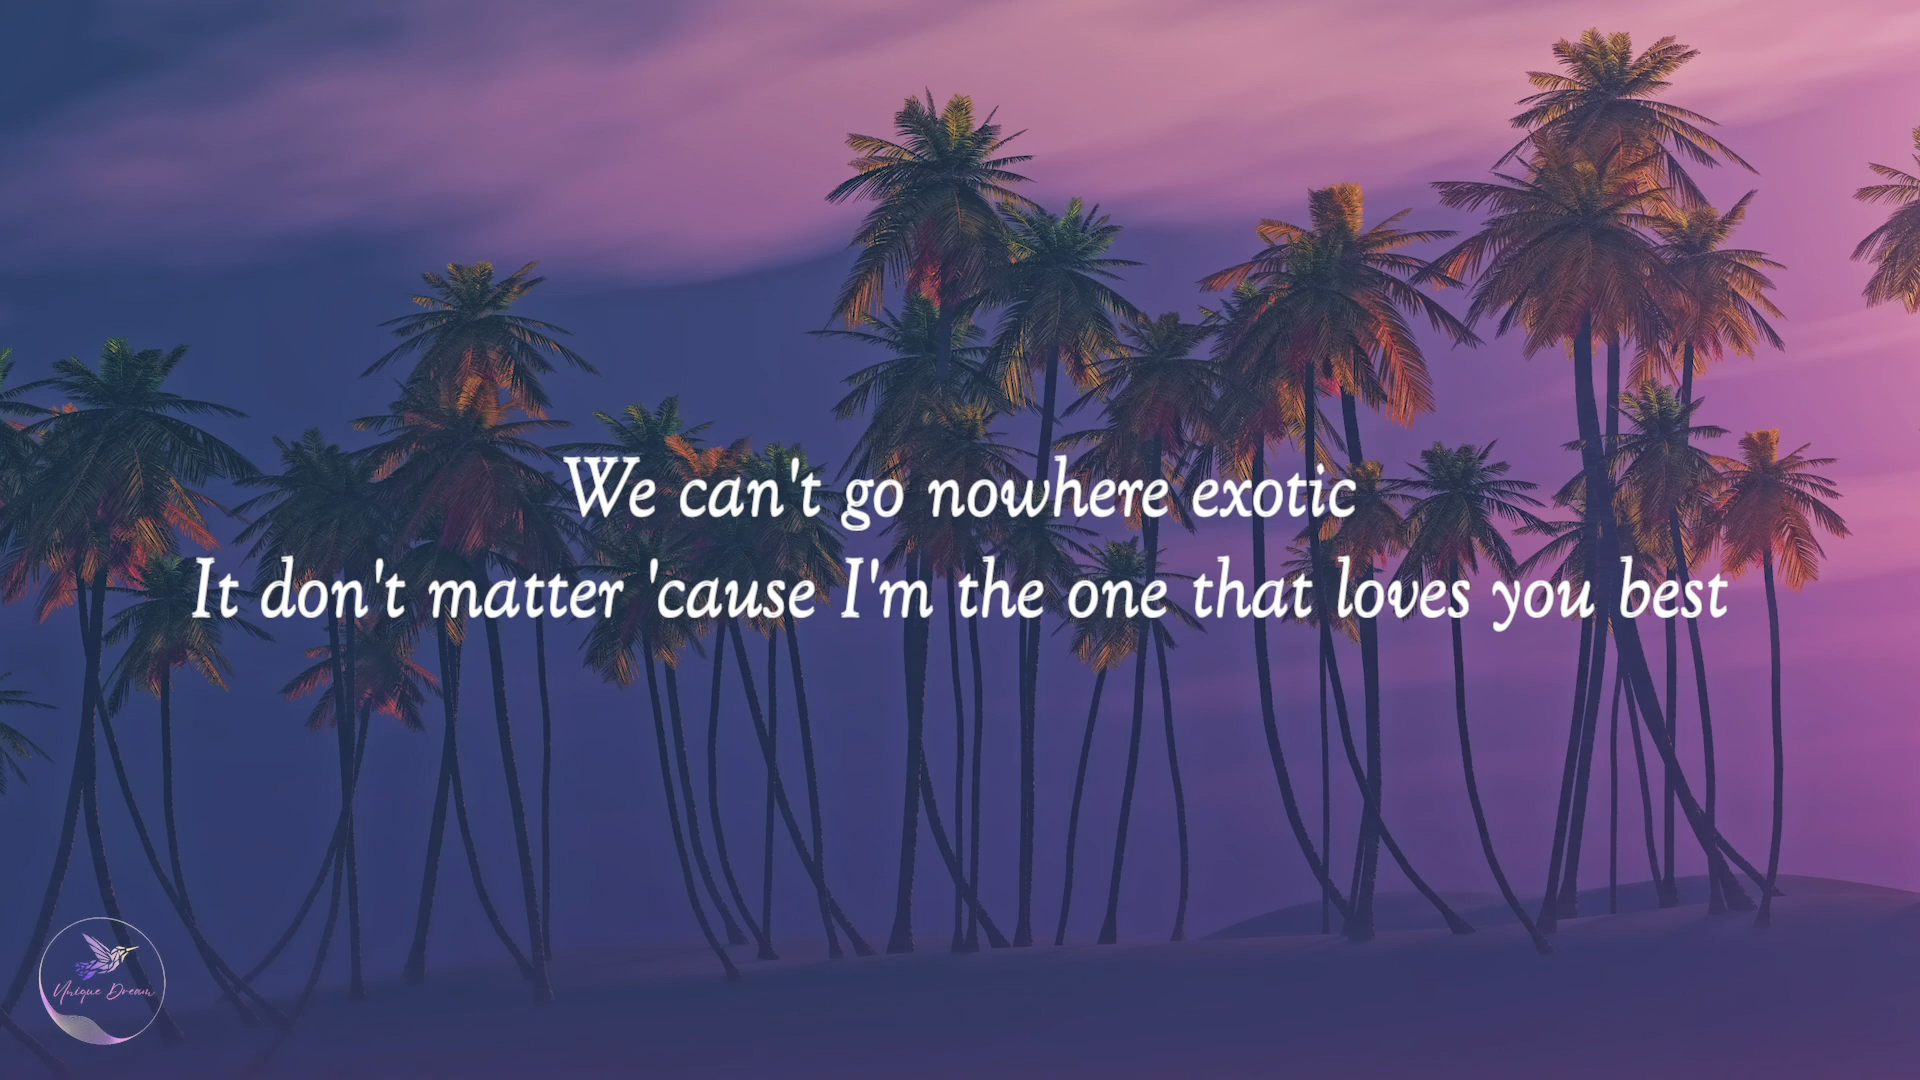 We can't go nowhere exotic
It don't matter 'cause I'm the one that loves you best
Unique Dream